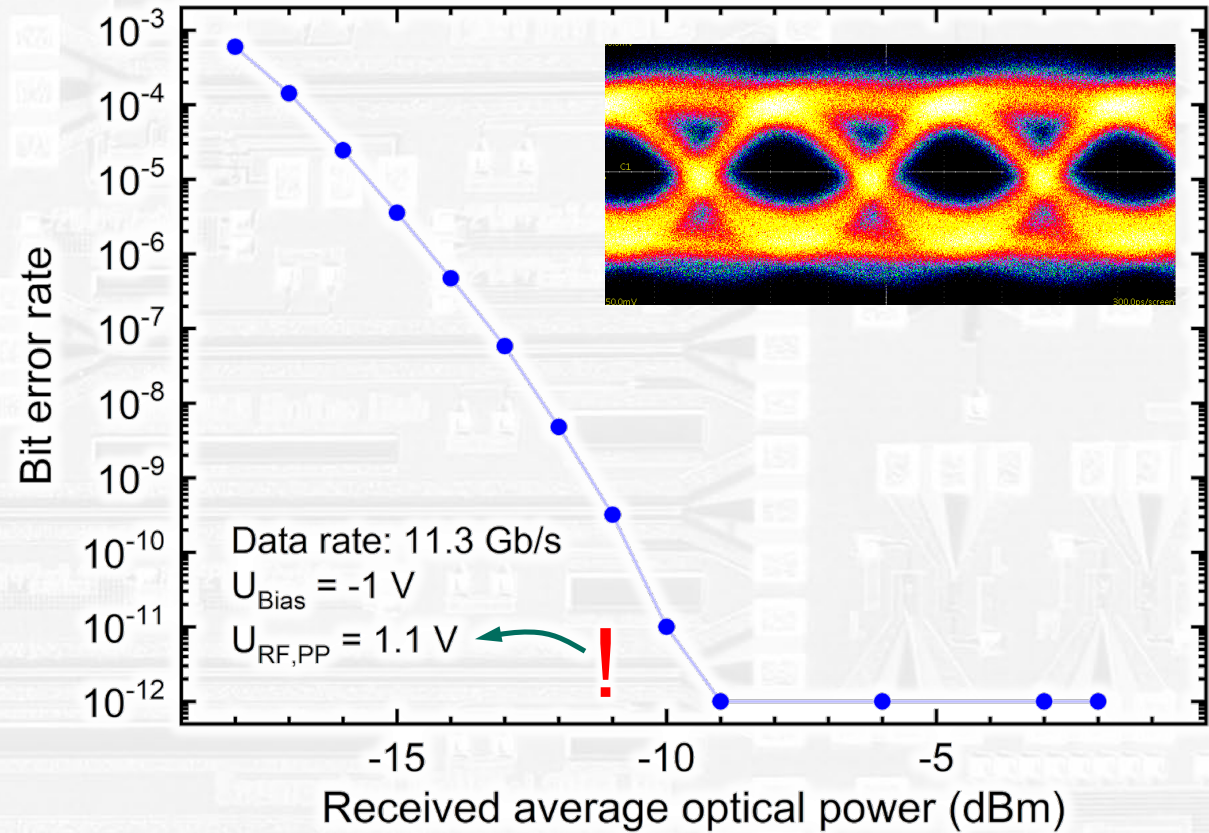 10^-3
10^-4
10^-5
10^-6
10^-7
10^-8
10^-9
10^-10
10^-11
10^-12
Bit error rate
C1
50.0mV
300.0ps/screen
Data rate: 11.3 Gb/s
U_Bias = -1 V
U_RF,PP = 1.1 V
!
-15
-10
-5
Received average optical power (dBm)